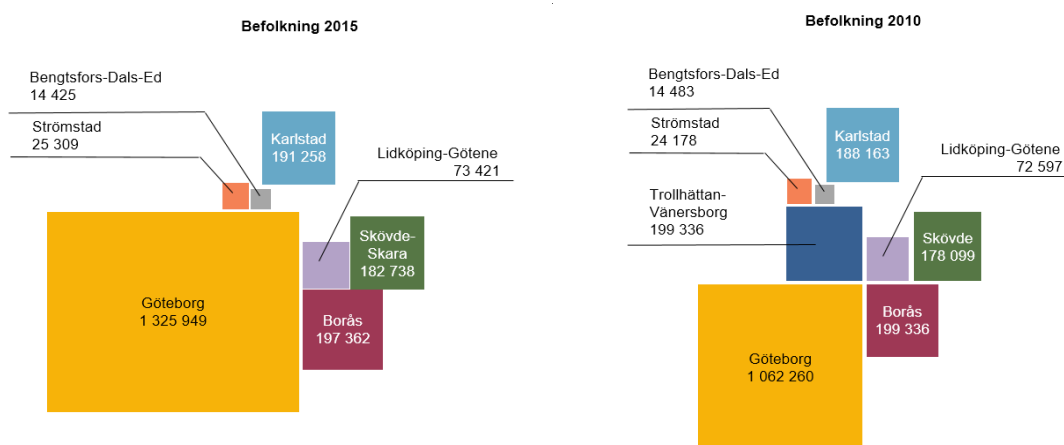 Befolkning 2015
Bengtsfors-Dals-Ed
14 425
Strömstad
25 309
Karlstad
191 258
Lidköping-Götene
73 421
Skövde-
Skara
182 738
Göteborg
1 325 949
Borås
197 362
Befolkning 2010
Bengtsfors-Dals-Ed
14 483
Strömstad
24 178
Karlstad
188 163
Lidköping-Götene
72 597
Trollhättan-
Vänersborg
199 336
Skövde
178 099
Borås
199 336
Göteborg
1 062 260